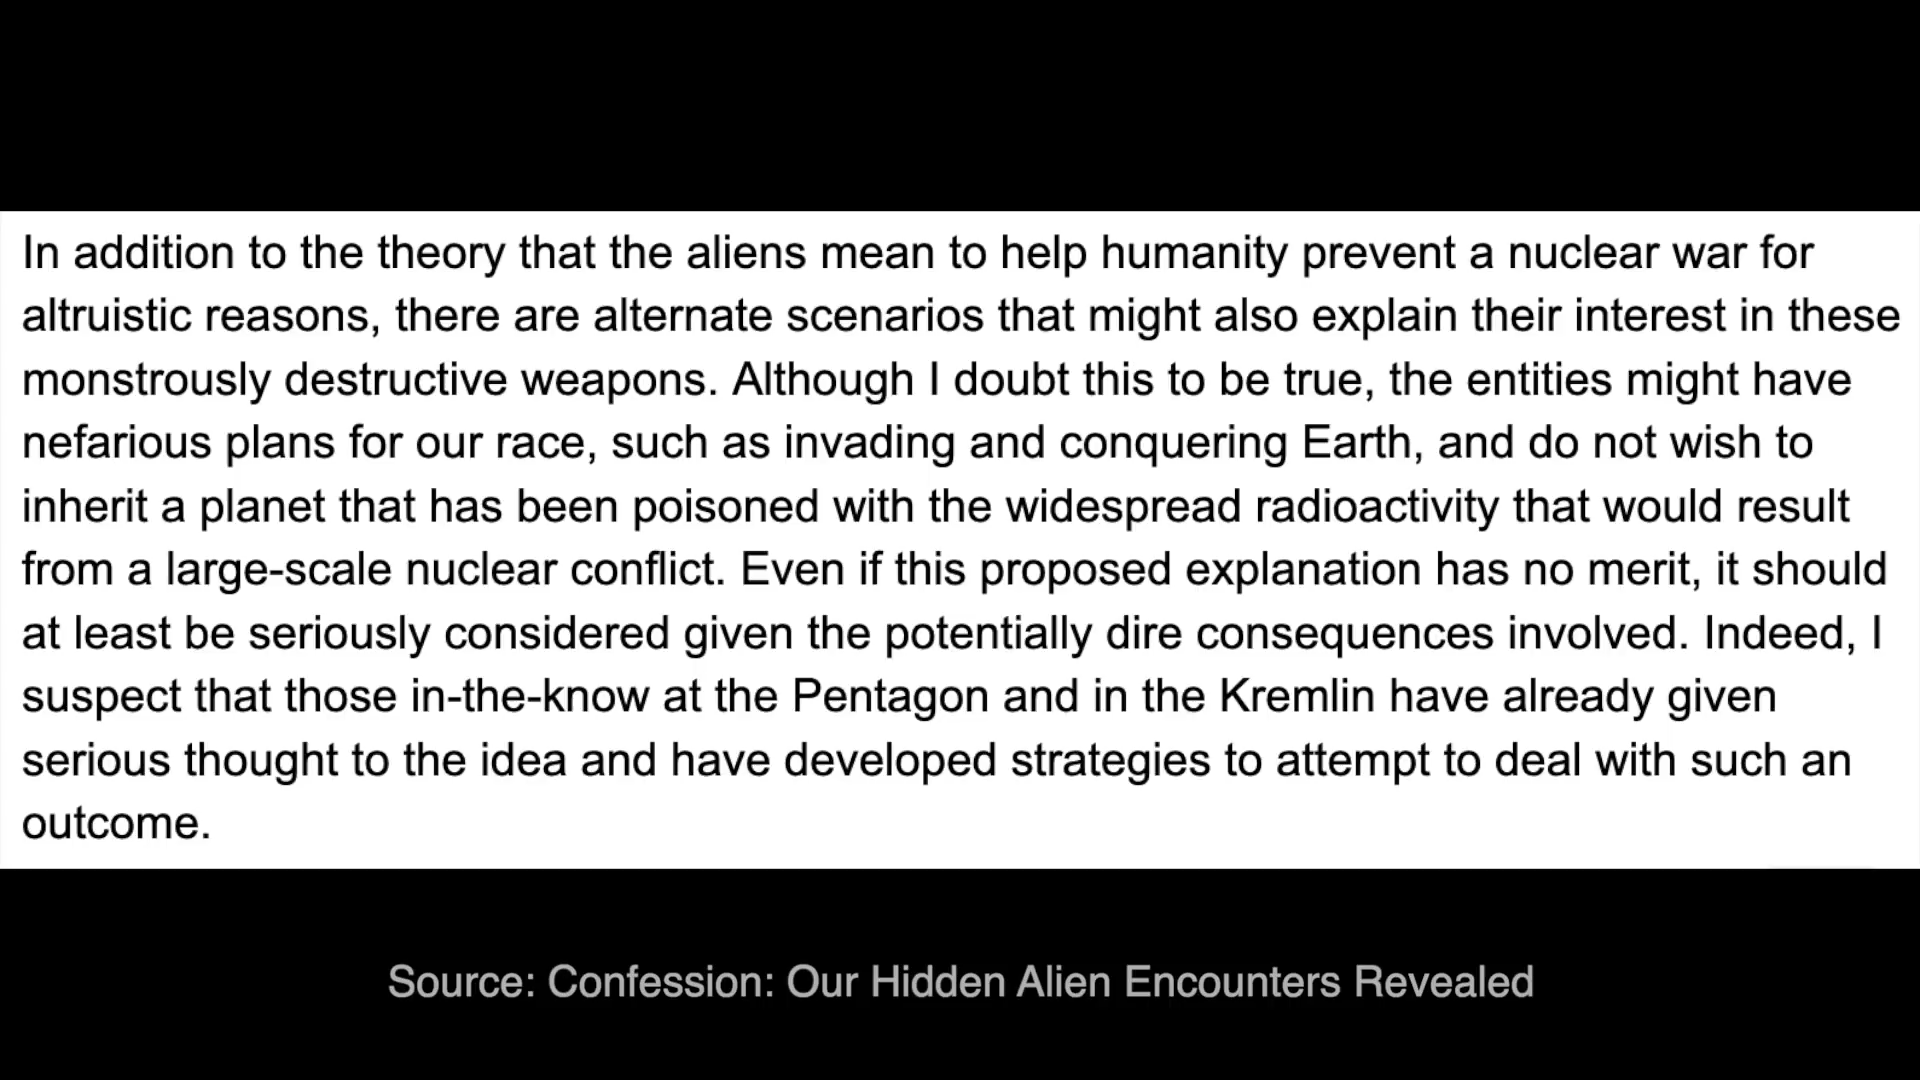 In addition to the theory that the aliens mean to help humanity prevent a nuclear war for
altruistic reasons, there are alternate scenarios that might also explain their interest in these
monstrously destructive weapons. Although I doubt this to be true, the entities might have
nefarious plans for our race, such as invading and conquering Earth, and do not wish to
inherit a planet that has been poisoned with the widespread radioactivity that would result
from a large-scale nuclear conflict. Even if this proposed explanation has no merit, it should
at least be seriously considered given the potentially dire consequences involved. Indeed, I
suspect that those in-the-know at the Pentagon and in the Kremlin have already given
serious thought to the idea and have developed strategies to attempt to deal with such an
outcome.
Source: Confession: Our Hidden Alien Encounters Revealed